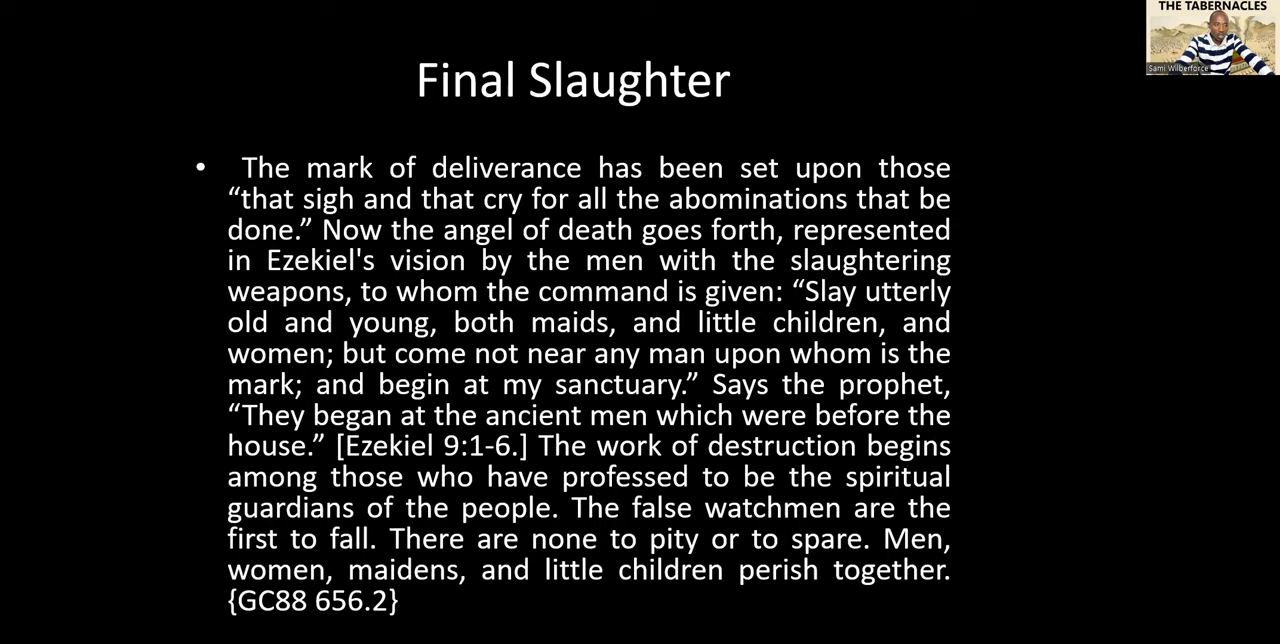 THE TABERNACLES
Sami Wilberforce
Final Slaughter
• The mark of deliverance has been set upon those
“that sigh and that cry for all the abominations that be
done.” Now the angel of death goes forth, represented
in Ezekiel's vision by the men with the slaughtering
weapons, to whom the command is given: “Slay utterly
old and young, both maids, and little children, and
women; but come not near any man upon whom is the
mark; and begin at my sanctuary.” Says the prophet,
“They began at the ancient men which were before the
house.” [Ezekiel 9:1-6.] The work of destruction begins
among those who have professed to be the spiritual
guardians of the people. The false watchmen are the
first to fall. There are none to pity or to spare. Men,
women, maidens, and little children perish together.
{GC88 656.2}